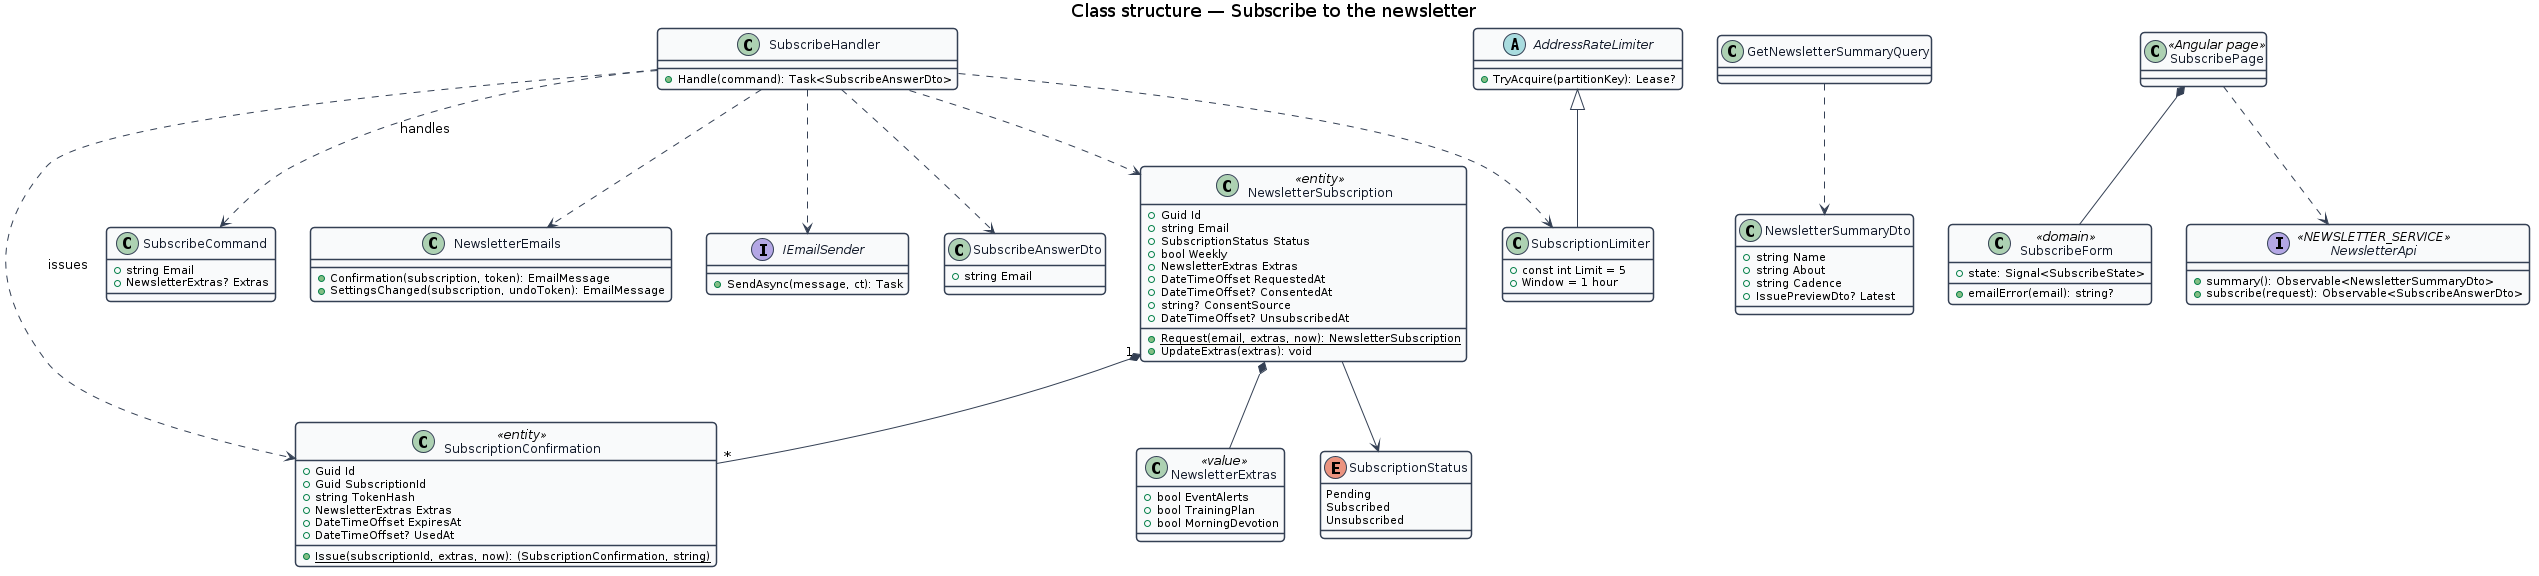 Class structure — Subscribe to the newsletter
SubscribeHandler
Handle(command): Task<SubscribeAnswerDto>
AddressRateLimiter
TryAcquire(partitionKey): Lease?
GetNewsletterSummaryQuery
«Angular page»
SubscribePage
handles
issues
SubscribeCommand
string Email
NewsletterExtras? Extras
NewsletterEmails
Confirmation(subscription, token): EmailMessage
SettingsChanged(subscription, undoToken): EmailMessage
IEmailSender
SendAsync(message, ct): Task
SubscribeAnswerDto
string Email
«entity»
NewsletterSubscription
Guid Id
string Email
SubscriptionStatus Status
bool Weekly
NewsletterExtras Extras
DateTimeOffset RequestedAt
DateTimeOffset? ConsentedAt
string? ConsentSource
DateTimeOffset? UnsubscribedAt
Request(email, extras, now): NewsletterSubscription
UpdateExtras(extras): void
SubscriptionLimiter
const int Limit = 5
Window = 1 hour
NewsletterSummaryDto
string Name
string About
string Cadence
IssuePreviewDto? Latest
«domain»
SubscribeForm
state: Signal<SubscribeState>
emailError(email): string?
«NEWSLETTER_SERVICE»
NewsletterApi
summary(): Observable<NewsletterSummaryDto>
subscribe(request): Observable<SubscribeAnswerDto>
1
*
«entity»
SubscriptionConfirmation
Guid Id
Guid SubscriptionId
string TokenHash
NewsletterExtras Extras
DateTimeOffset ExpiresAt
DateTimeOffset? UsedAt
Issue(subscriptionId, extras, now): (SubscriptionConfirmation, string)
«value»
NewsletterExtras
bool EventAlerts
bool TrainingPlan
bool MorningDevotion
SubscriptionStatus
Pending
Subscribed
Unsubscribed